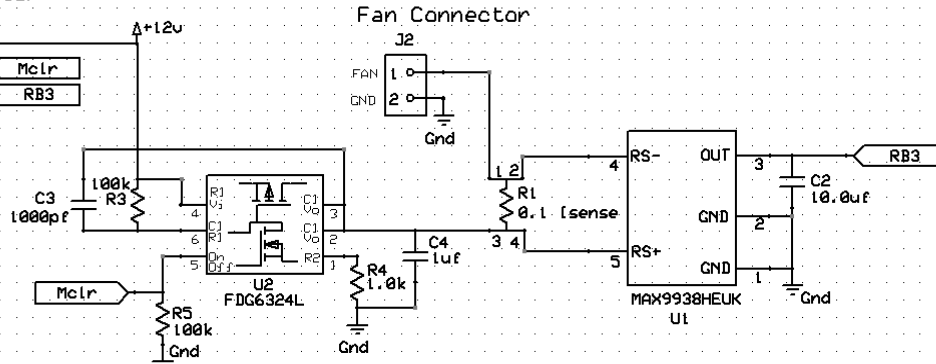 Fan Connector
+12v
J2
Mclr
FAN 1
RB3
GND 2
Gnd
1 2
4 RS- OUT 3 RB3
R1
0.1 [sense
C2
10.0uf
C3
1000pf
100k
R3
4 R1 C1 3
Vi Vo
6 C1 C1 2
R1 Vo
5 On R2 1
Off
3 4
GND 2
C4
1uf
5 RS+
GND 1
R4
1.0k
Mclr
U2
FDG6324L
MAX9938HEUK
U1
Gnd
R5
100k
Gnd
Gnd